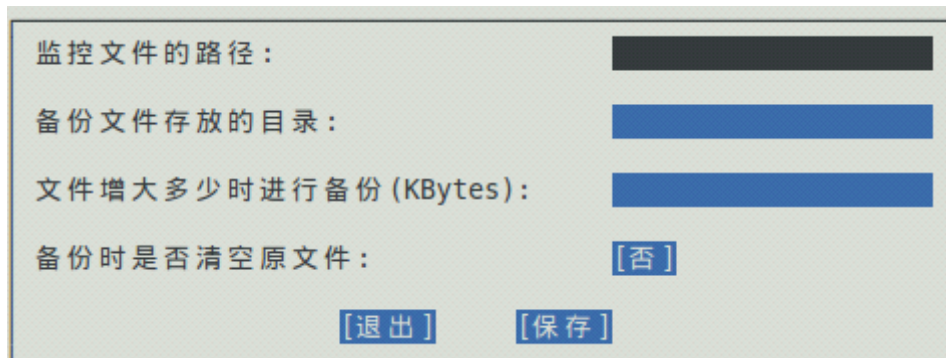 监控文件的路径:
备份文件存放的目录:
文件增大多少时进行备份(KBytes):
备份时是否清空原文件: [否]
[退出] [保存]